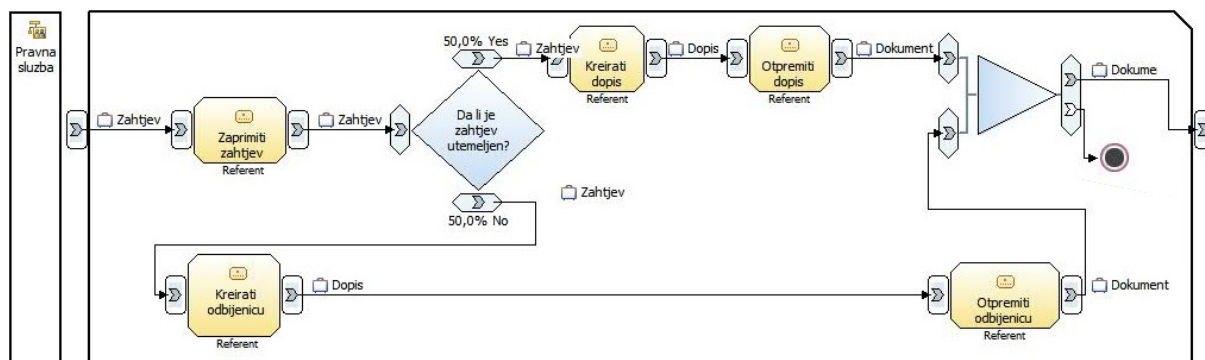 Pravna
sluzba
Zahtjev
Zaprimiti
zahtjev
Referent
Zahtjev
50,0% Yes
Da li je
zahtjev
utemeljen?
50,0% No
Zahtjev
Kreirati
dopis
Referent
Dopis
Otpremiti
dopis
Referent
Dokument
Dokume
Zahtjev
Kreirati
odbijenicu
Referent
Dopis
Otpremiti
odbijenicu
Referent
Dokument